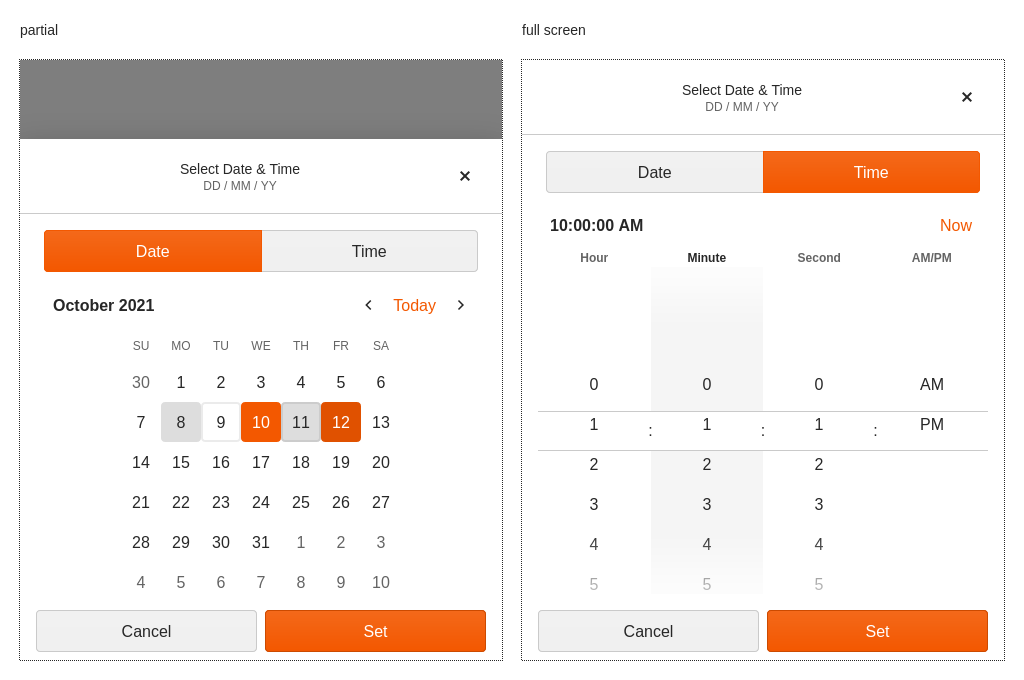 partial
Select Date & Time
DD / MM / YY
Date Time
October 2021 Today
SU MO TU WE TH FR SA
30 1 2 3 4 5 6
7 8 9 10 11 12 13
14 15 16 17 18 19 20
21 22 23 24 25 26 27
28 29 30 31 1 2 3
4 5 6 7 8 9 10
Cancel Set
full screen
Select Date & Time
DD / MM / YY
Date Time
10:00:00 AM Now
Hour Minute Second AM/PM
0 0 0 AM
1 : 1 : 1 : PM
2 2 2
3 3 3
4 4 4
5 5 5
Cancel Set